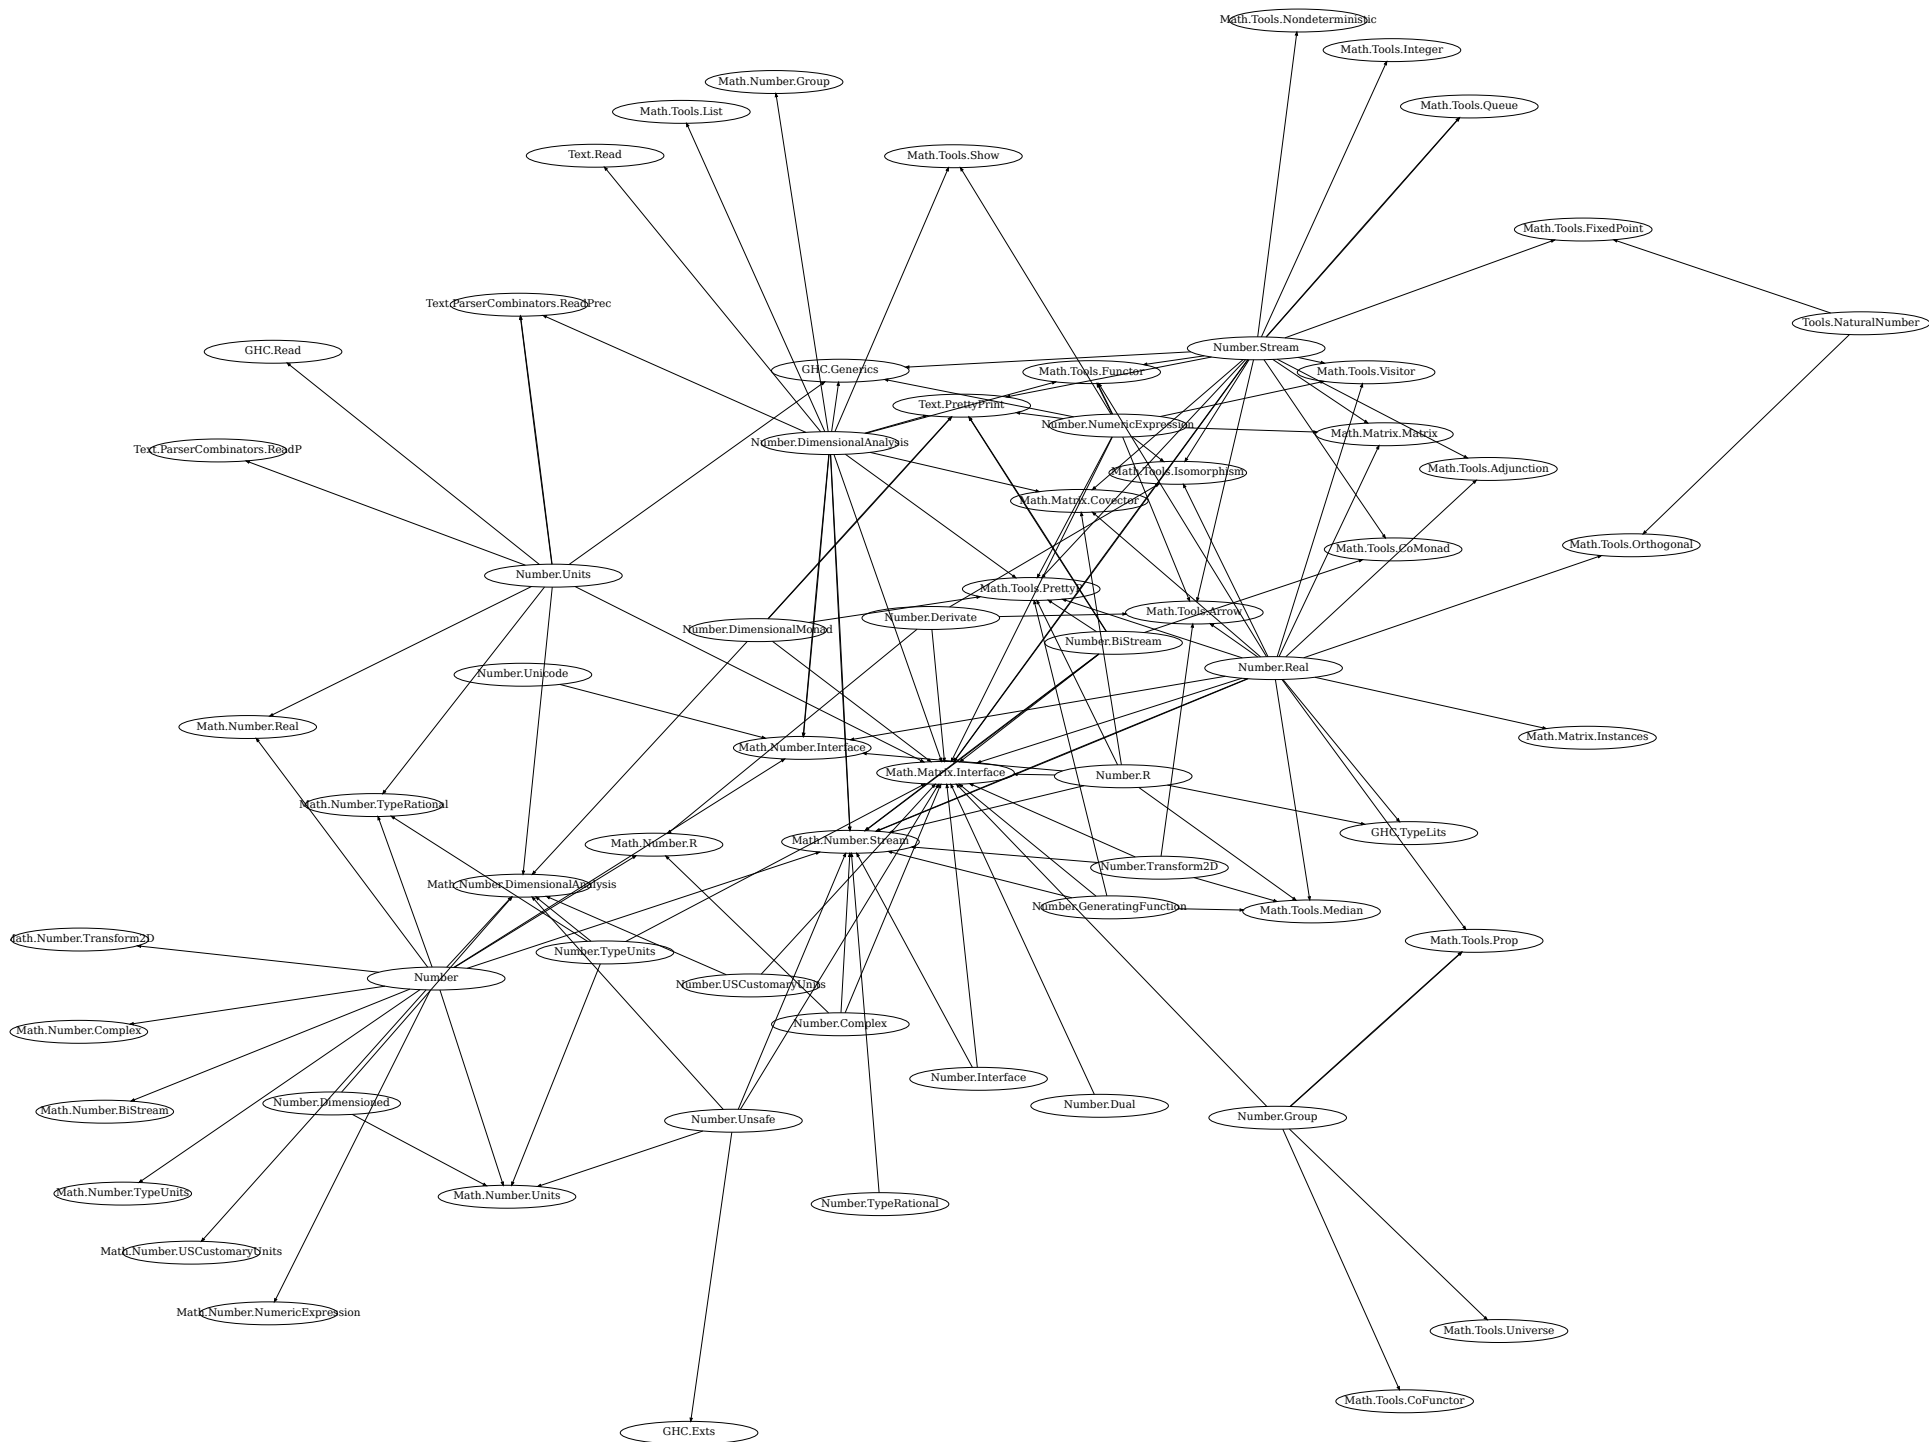 Math.Tools.Nondeterministic
Math.Tools.Integer
Math.Number.Group
Math.Tools.Queue
Math.Tools.List
Text.Read
Math.Tools.Show
Math.Tools.FixedPoint
Text.ParserCombinators.ReadPrec
Tools.NaturalNumber
Number.Stream
GHC.Read
GHC.Generics
Math.Tools.Functor
Math.Tools.Visitor
Text.PrettyPrint
Number.NumericExpression
Math.Matrix.Matrix
Number.DimensionalAnalysis
Text.ParserCombinators.ReadP
Math.Tools.Adjunction
Math.Tools.Isomorphism
Math.Matrix.Covector
Math.Tools.Orthogonal
Math.Tools.CoMonad
Number.Units
Math.Tools.PrettyP
Math.Tools.Arrow
Number.Derivate
Number.DimensionalMonad
Number.BiStream
Number.Real
Number.Unicode
Math.Number.Real
Math.Matrix.Instances
Math.Number.Interface
Math.Matrix.Interface
Number.R
Math.Number.TypeRational
GHC.TypeLits
Math.Number.Stream
Math.Number.R
Number.Transform2D
Math.Number.DimensionalAnalysis
Number.GeneratingFunction
Math.Tools.Median
Math.Number.Transform2D
Math.Tools.Prop
Number.TypeUnits
Number
Number.USCustomaryUnits
Number.Complex
Math.Number.Complex
Number.Interface
Number.Dimensioned
Number.Dual
Math.Number.BiStream
Number.Unsafe
Number.Group
Math.Number.TypeUnits
Math.Number.Units
Number.TypeRational
Math.Number.USCustomaryUnits
Math.Number.NumericExpression
Math.Tools.Universe
Math.Tools.CoFunctor
GHC.Exts